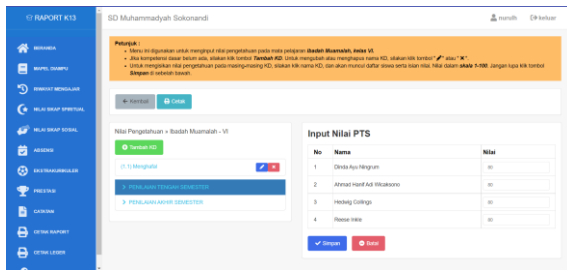 RAPORT K13
SD Muhammadyah Sokonandi
nurdh
keluar
BERANDA
MAPEL DIAMPU
RIWAYAT MENGAJAR
NILAI SIKAP SPIRITUAL
NILAI SIKAP SOSIAL
ABSENSI
EKSTRAKURIKULER
PRESTASI
CATATAN
CETAK RAPORT
CETAK LEGER
Petunjuk :
Menu ini digunakan untuk menginput nilai pengetahuan pada mata pelajaran Ibadah Muamalah, kelas VI.
Jika kompetensi dasar belum ada, silakan klik tombol Tambah KD. Untuk mengubah atau menghapus nama KD, silakan klik tombol " " atau " ".
Untuk mengisikan nilai pengetahuan pada masing-masing KD, silakan klik nama KD, dan akan muncul daftar siswa serta isian nilai. Nilai dalam skala 1-100. Jangan lupa klik tombol
Simpan di sebelah bawah.
Kembali
Cetak
Nilai Pengetahuan » Ibadah Muamalah - VI
Tambah KD
(1.1) Menghafal
PENILAIAN TENGAH SEMESTER
PENILAIAN AKHIR SEMESTER
Input Nilai PTS
No Nama Nilai
1 Dinda Ayu Ningrum 80
2 Ahmad Hanif Adi Wicaksono 80
3 Hedwig Collings 80
4 Reese Inkle 80
Simpan
Batal